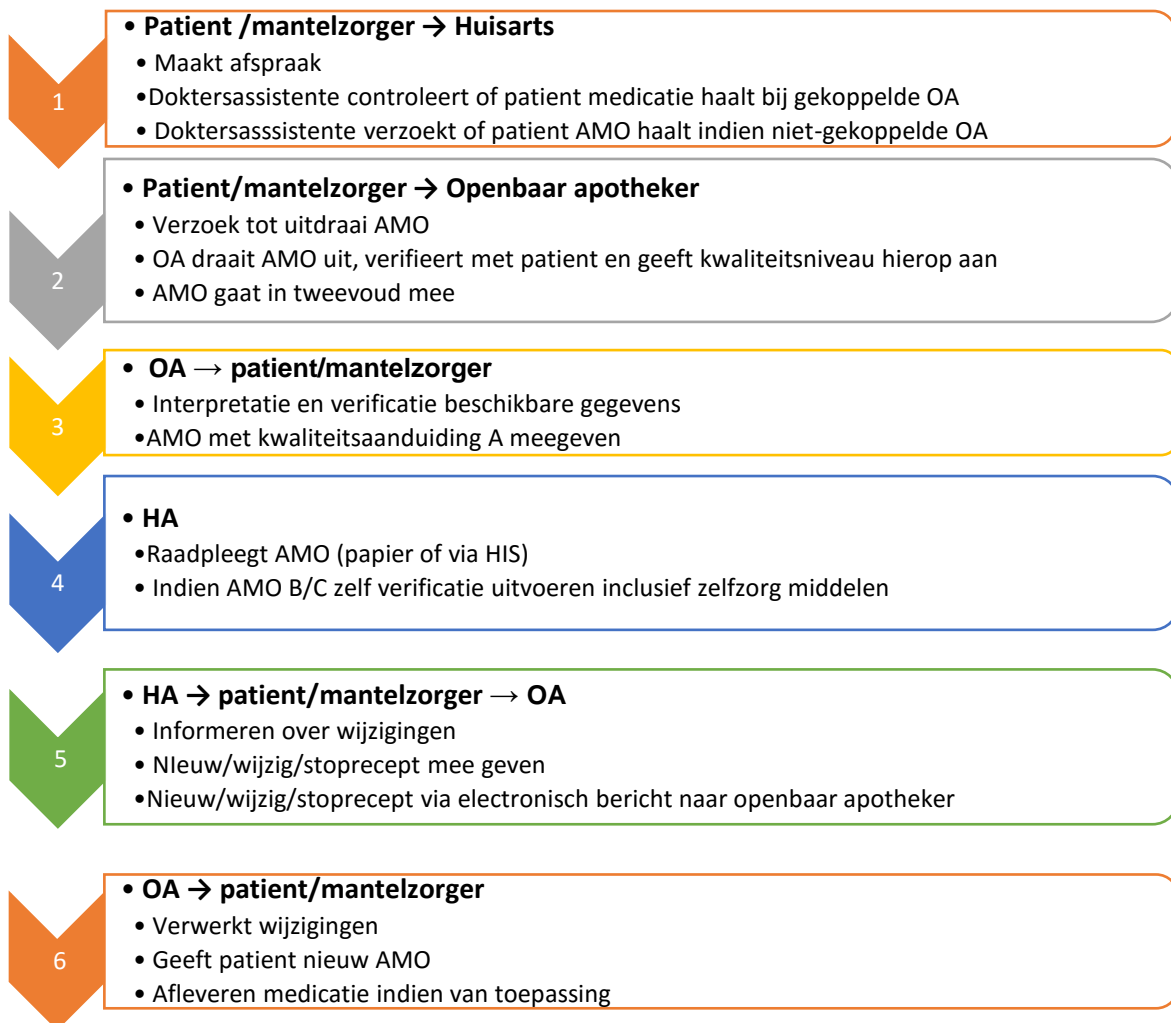 1
• Patient /mantelzorger → Huisarts
• Maakt afspraak
•Doktersassistente controleert of patient medicatie haalt bij gekoppelde OA
• Doktersasssistente verzoekt of patient AMO haalt indien niet-gekoppelde OA
2
• Patient/mantelzorger → Openbaar apotheker
• Verzoek tot uitdraai AMO
• OA draait AMO uit, verifieert met patient en geeft kwaliteitsniveau hierop aan
• AMO gaat in tweevoud mee
3
• OA → patient/mantelzorger
• Interpretatie en verificatie beschikbare gegevens
•AMO met kwaliteitsaanduiding A meegeven
4
• HA
•Raadpleegt AMO (papier of via HIS)
• Indien AMO B/C zelf verificatie uitvoeren inclusief zelfzorg middelen
5
• HA → patient/mantelzorger → OA
• Informeren over wijzigingen
• NIeuw/wijzig/stoprecept mee geven
•Nieuw/wijzig/stoprecept via electronisch bericht naar openbaar apotheker
6
• OA → patient/mantelzorger
• Verwerkt wijzigingen
• Geeft patient nieuw AMO
• Afleveren medicatie indien van toepassing